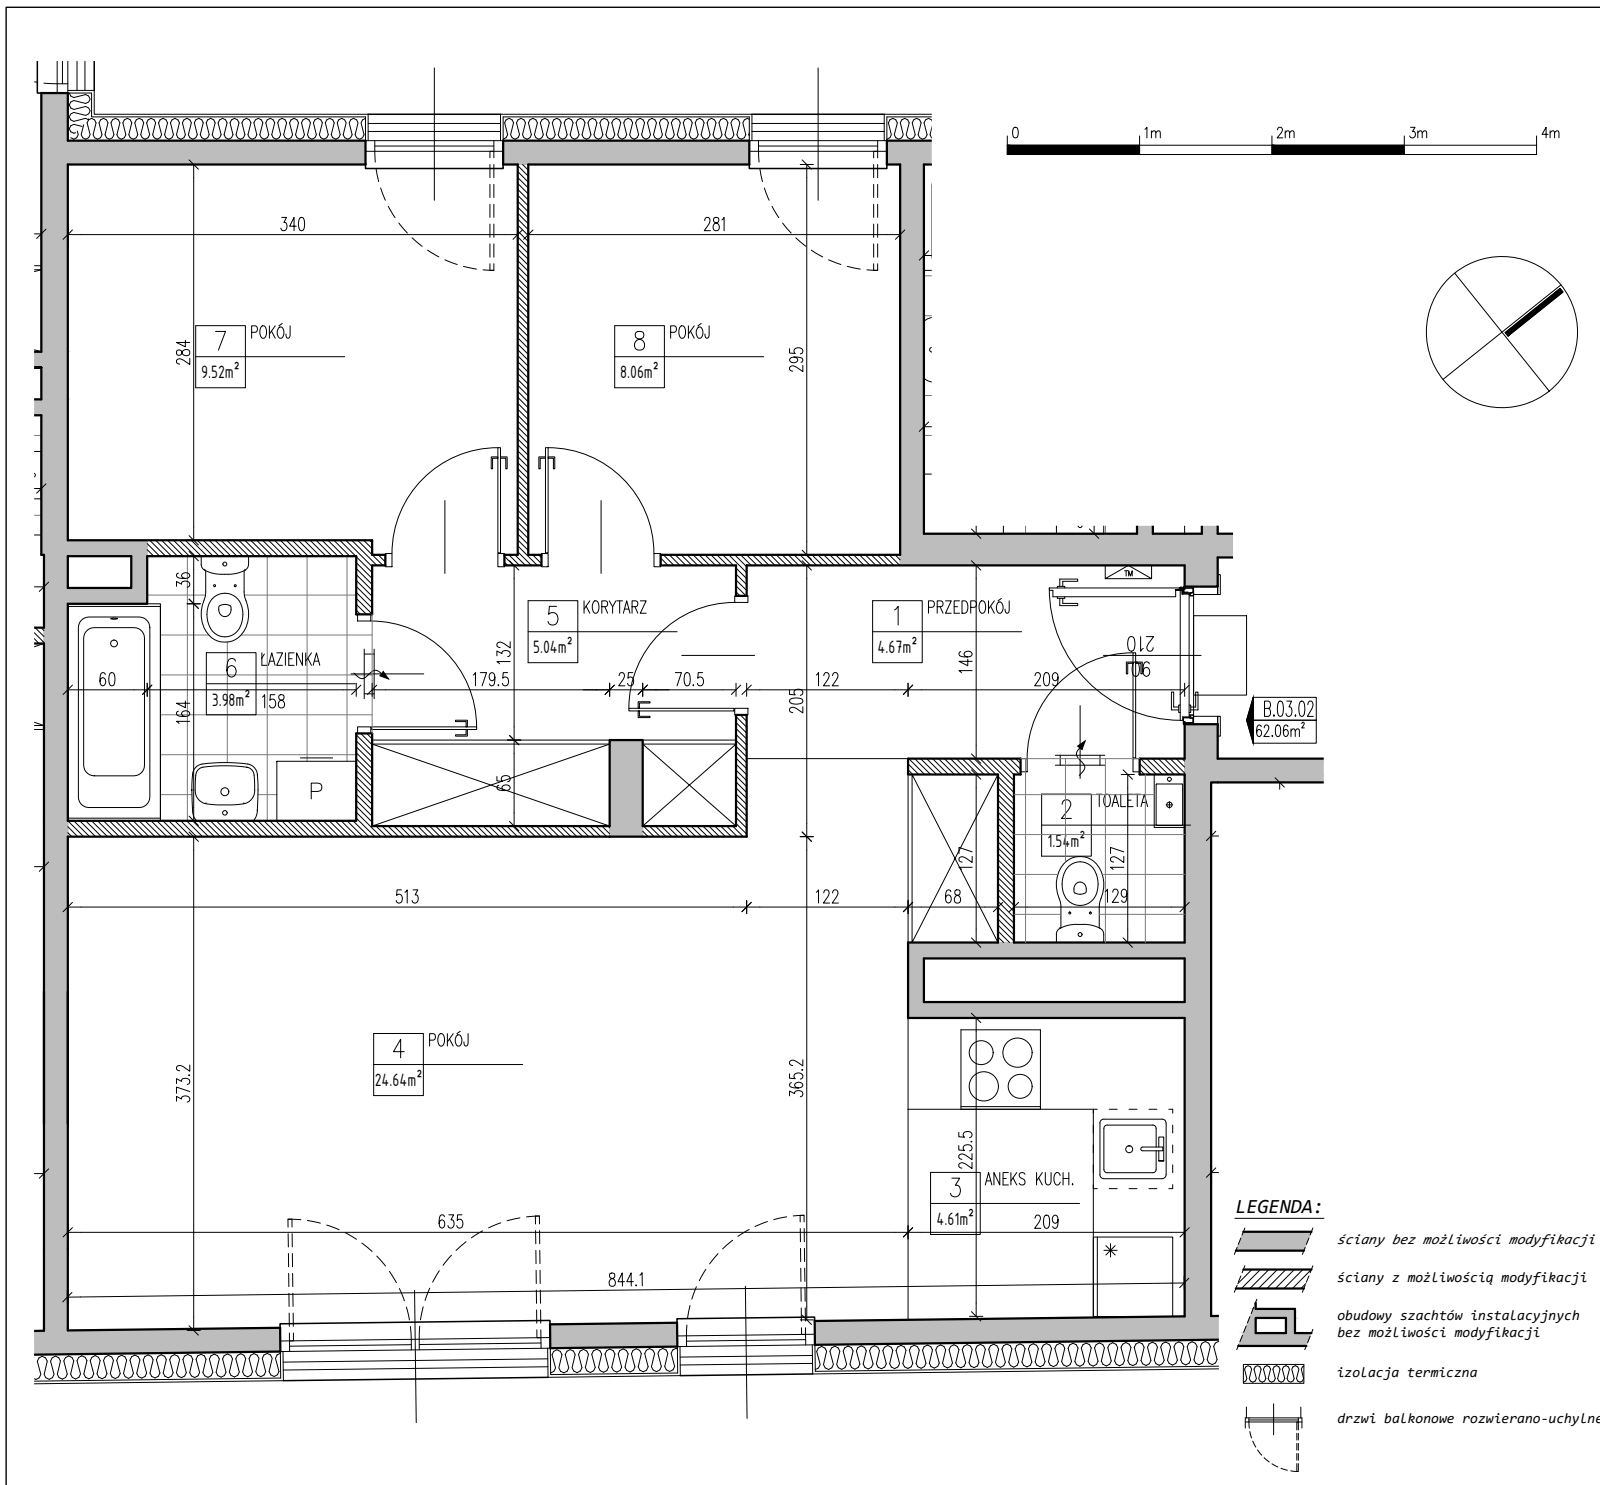 0 1m 2m 3m 4m
340
281
7 POKÓJ
9.52m²
284
8 POKÓJ
8.06m²
295
36
5 KORYTARZ
5.04m²
1 PRZEDPOKÓJ
4.67m²
TM
210
90
6 ŁAZIENKA
3.98m²
60
158
164
132
179.5
25
70.5
122
205
146
209
B.03.02
62.06m²
P
65
2 TOALETA
1.54m²
127
127
513
122
68
129
4 POKÓJ
24.64m²
373.2
365.2
225.5
3 ANEKS KUCH.
4.61m²
635
209
844.1
LEGENDA:
ściany bez możliwości modyfikacji
ściany z możliwością modyfikacji
obudowy szachtów instalacyjnych
bez możliwości modyfikacji
izolacja termiczna
drzwi balkonowe rozwierano-uchylne